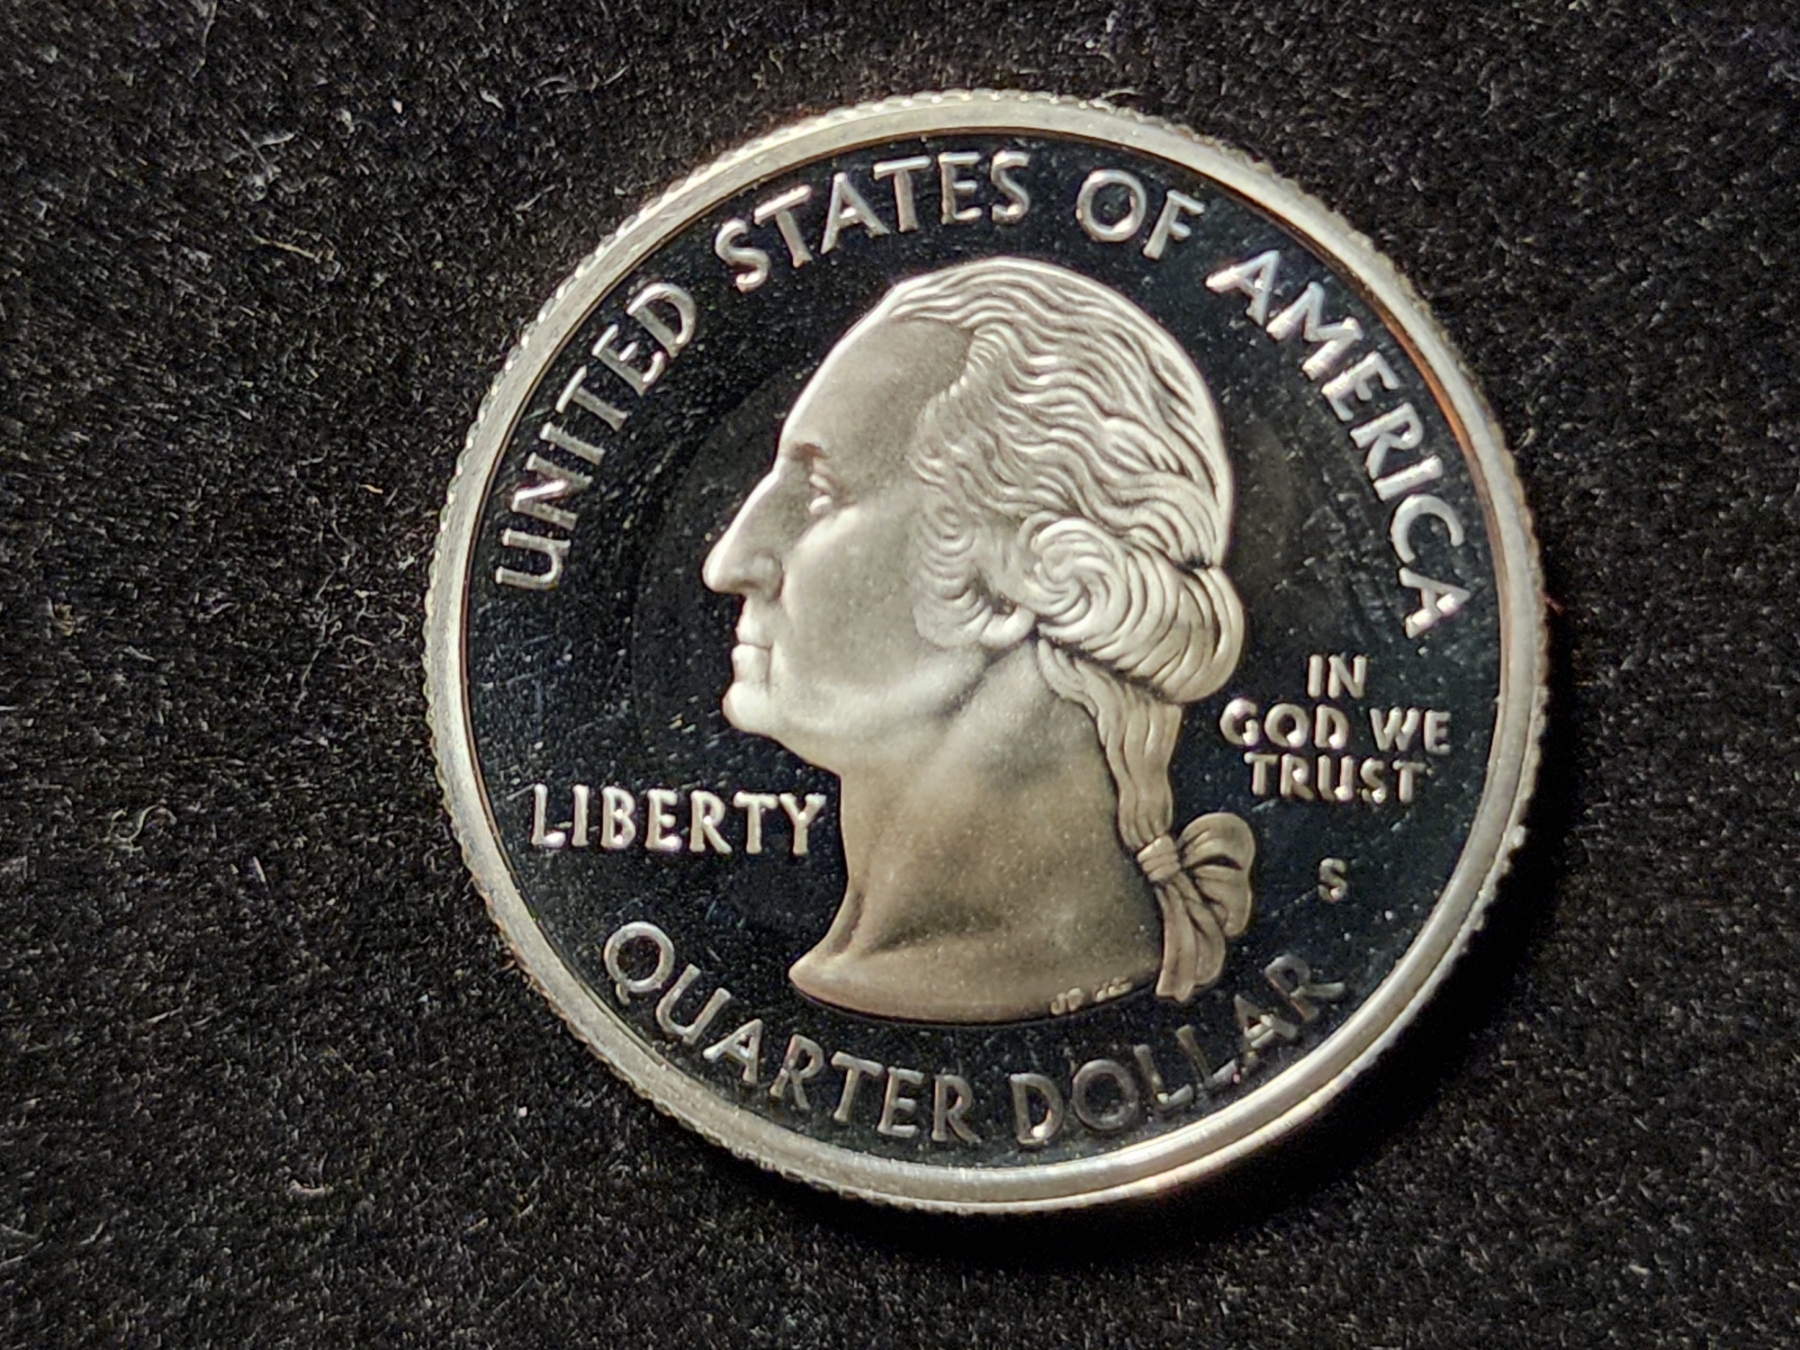 UNITED STATES OF AMERICA
LIBERTY
IN
GOD WE
TRUST
S
QUARTER DOLLAR